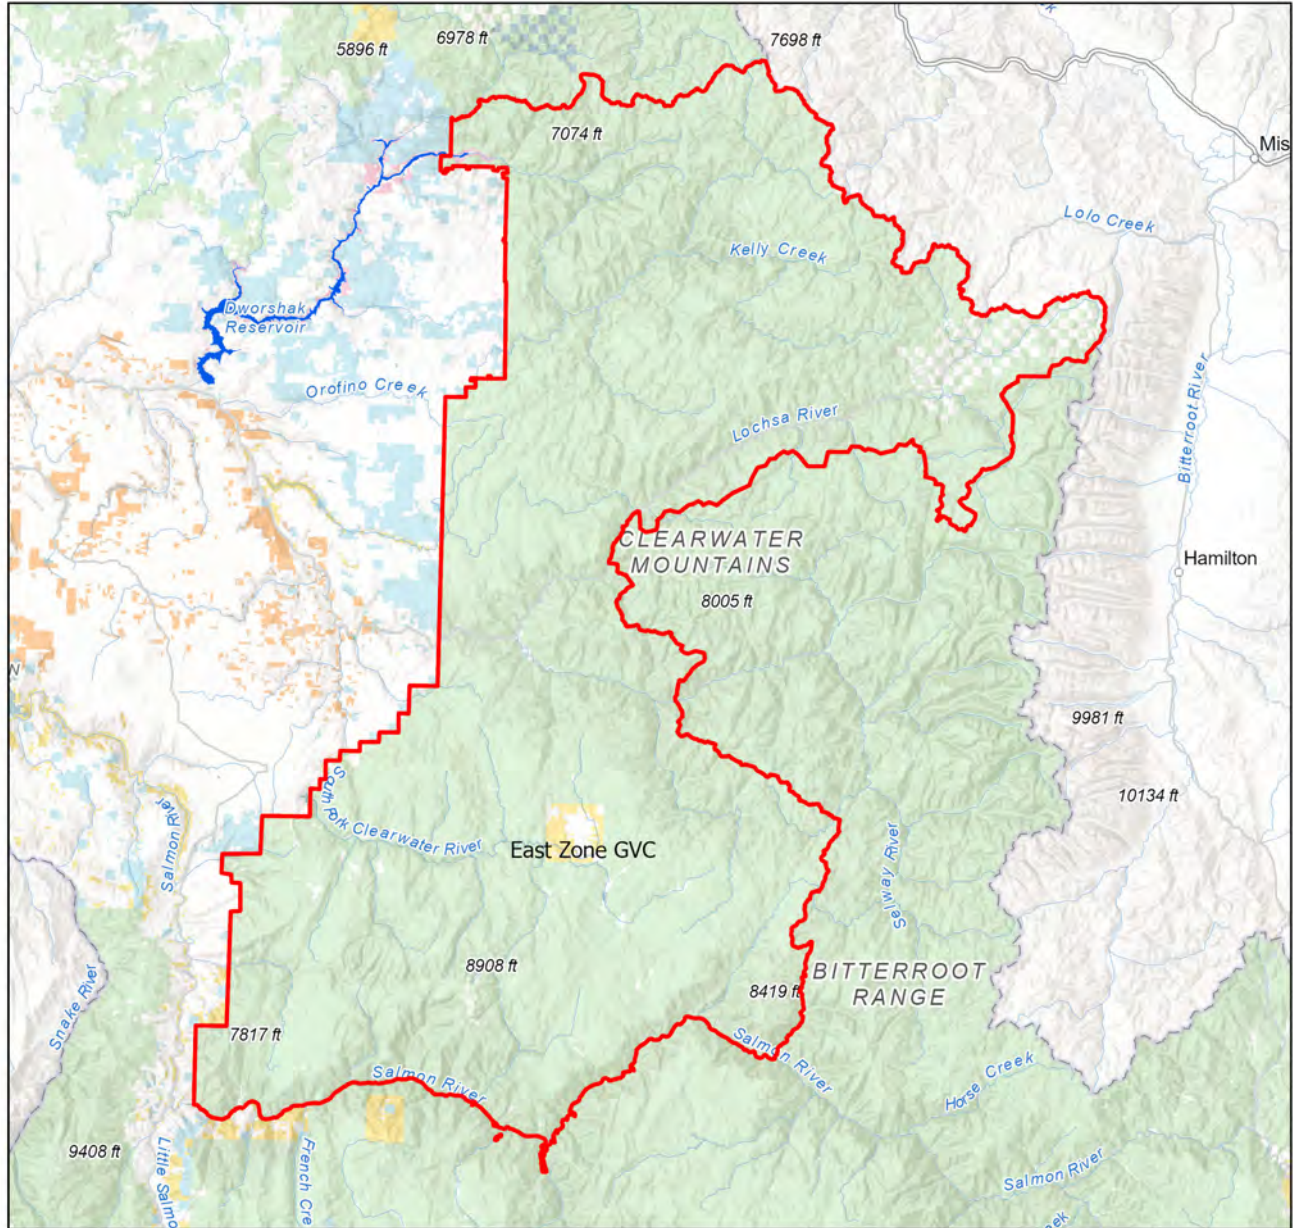 6978 ft
7698 ft
5896 ft
7074 ft
Mis
Lolo Creek
Kelly Creek
Dworshak
Reservoir
Bitterroot River
Orofino Creek
Lochsa River
CLEARWATER
MOUNTAINS
Hamilton
8005 ft
N
9981 ft
10134 ft
Salmon River
South Fork Clearwater River
East Zone GVC
Selway River
8908 ft
BITTERROOT
RANGE
8419 ft
Snake River
7817 ft
Salmon River
Salmon River
Horse Creek
9408 ft
Little Salmo
French Cre
Salmon River
eek